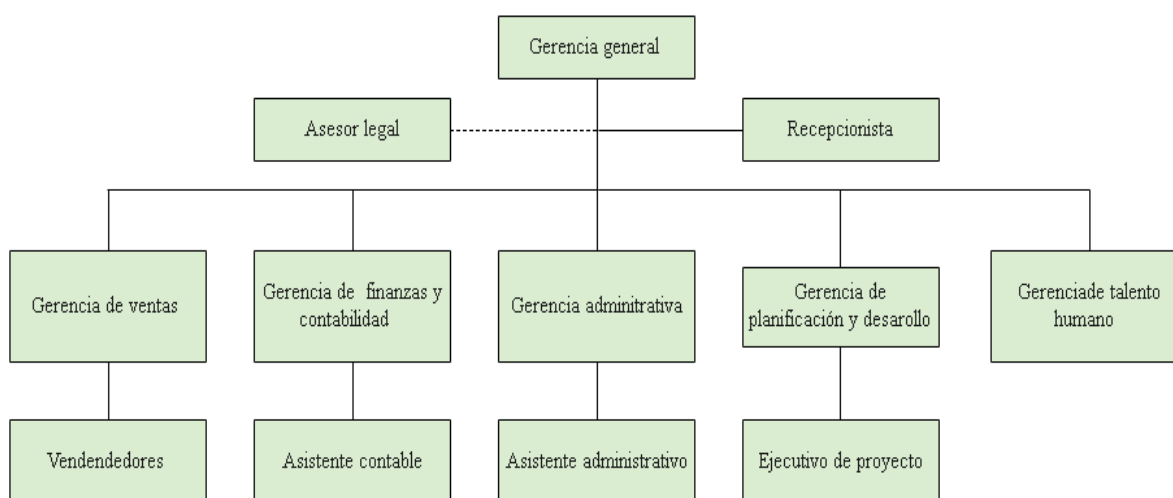 Gerencia general
Asesor legal
Recepcionista
Gerencia de ventas
Gerencia de finanzas y
contabilidad
Gerencia adminitrativa
Gerencia de
planificación y desarollo
Gerenciade talento
humano
Vendendedores
Asistente contable
Asistente administrativo
Ejecutivo de proyecto